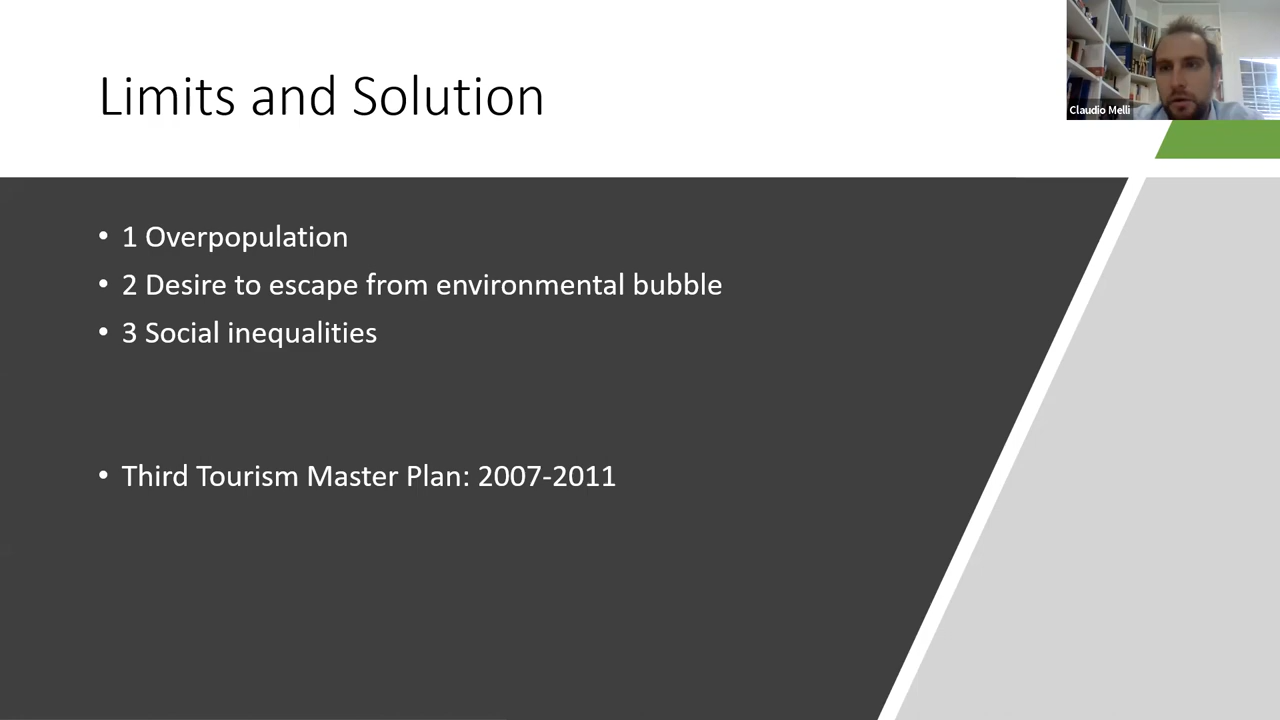 Limits and Solution
Claudio Melli
• 1 Overpopulation
• 2 Desire to escape from environmental bubble
• 3 Social inequalities
• Third Tourism Master Plan: 2007-2011